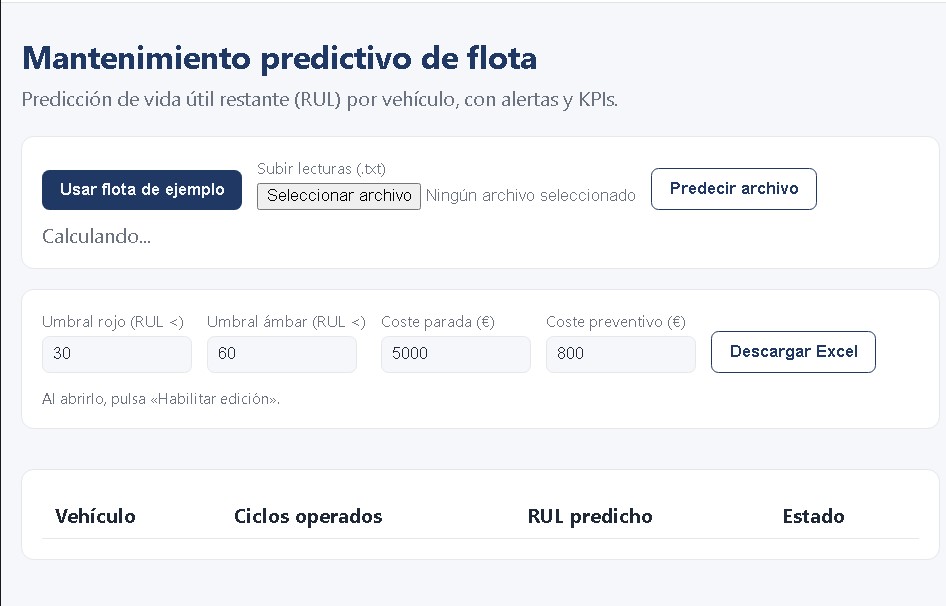 Mantenimiento predictivo de flota
Predicción de vida útil restante (RUL) por vehículo, con alertas y KPIs.
Subir lecturas (.txt)
Usar flota de ejemplo Seleccionar archivo Ningún archivo seleccionado Predecir archivo
Calculando...
Umbral rojo (RUL <) Umbral ámbar (RUL <) Coste parada (€) Coste preventivo (€)
30 60 5000 800 Descargar Excel
Al abrirlo, pulsa «Habilitar edición».
Vehículo Ciclos operados RUL predicho Estado